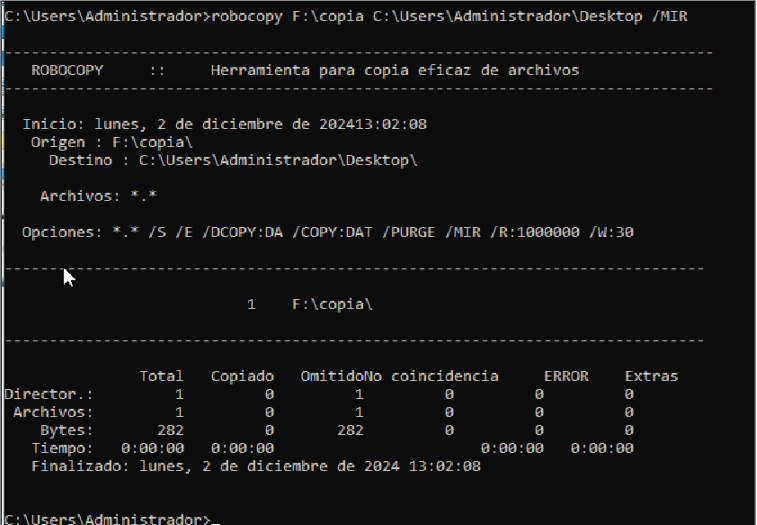 C:\Users\Administrador>robocopy F:\copia C:\Users\Administrador\Desktop /MIR
-------------------------------------------------------------------------------
   ROBOCOPY     ::     Herramienta para copia eficaz de archivos
-------------------------------------------------------------------------------
  Inicio: lunes, 2 de diciembre de 202413:02:08
   Origen : F:\copia\
     Destino : C:\Users\Administrador\Desktop\
    Archivos: *.*
  Opciones: *.* /S /E /DCOPY:DA /COPY:DAT /PURGE /MIR /R:1000000 /W:30
------------------------------------------------------------------------------
                           1    F:\copia\
------------------------------------------------------------------------------
               Total   Copiado   OmitidoNo coincidencia     ERROR    Extras
Director.:         1         0         1         0         0         0
 Archivos:         1         0         1         0         0         0
    Bytes:       282         0       282         0         0         0
   Tiempo:   0:00:00   0:00:00                       0:00:00   0:00:00
   Finalizado: lunes, 2 de diciembre de 2024 13:02:08
C:\Users\Administrador>_